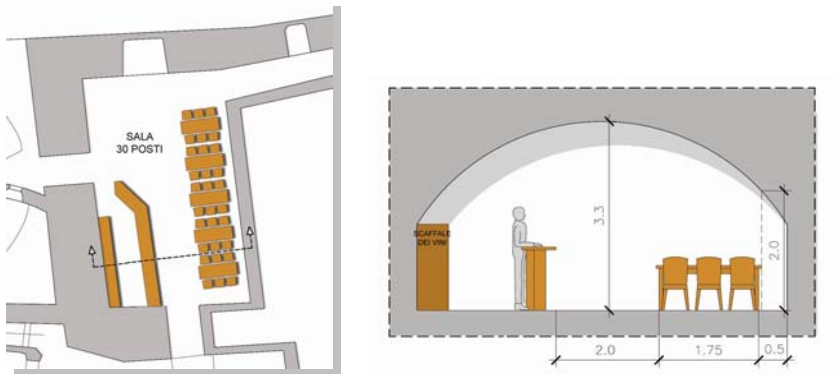 SALA
30 POSTI
SCAFFALE
DEI VINI
3.3
2.0
2.0
1.75
0.5